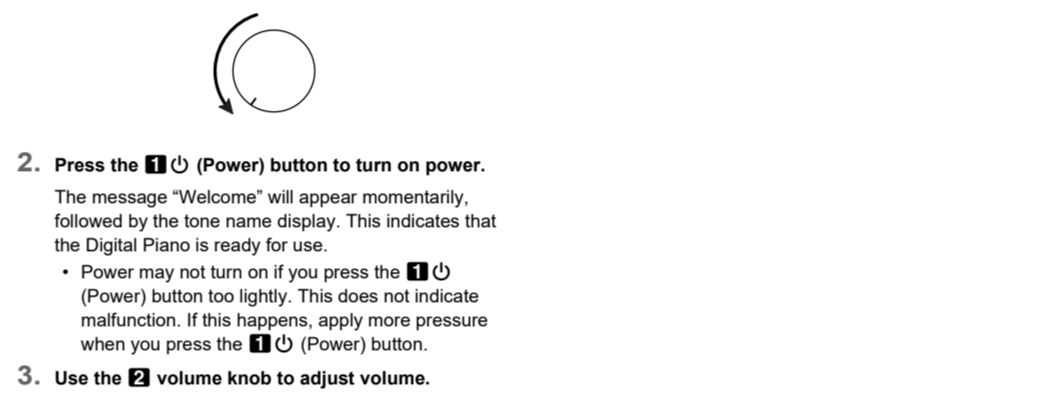 2. Press the 1 ⏻ (Power) button to turn on power.
The message “Welcome” will appear momentarily,
followed by the tone name display. This indicates that
the Digital Piano is ready for use.
• Power may not turn on if you press the 1 ⏻
(Power) button too lightly. This does not indicate
malfunction. If this happens, apply more pressure
when you press the 1 ⏻ (Power) button.
3. Use the 2 volume knob to adjust volume.